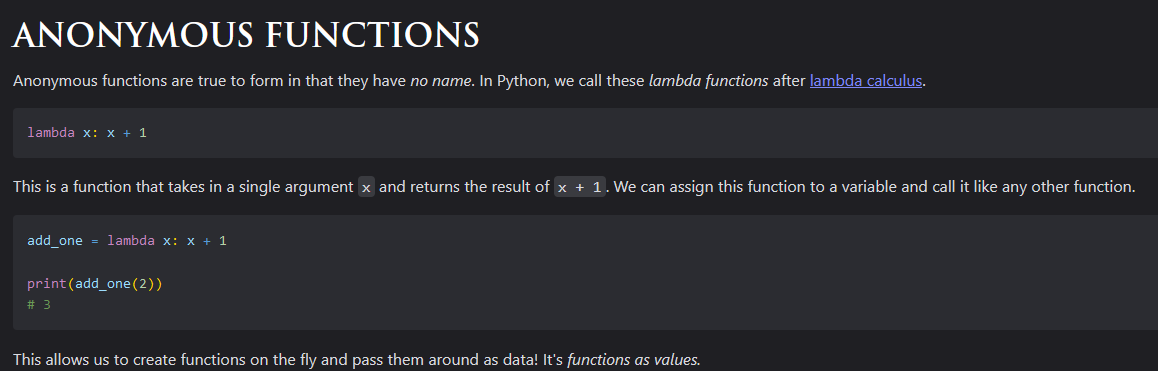 ANONYMOUS FUNCTIONS
Anonymous functions are true to form in that they have no name. In Python, we call these lambda functions after lambda calculus.
lambda x: x + 1
This is a function that takes in a single argument x and returns the result of x + 1. We can assign this function to a variable and call it like any other function.
add_one = lambda x: x + 1
print(add_one(2))
# 3
This allows us to create functions on the fly and pass them around as data! It's functions as values.